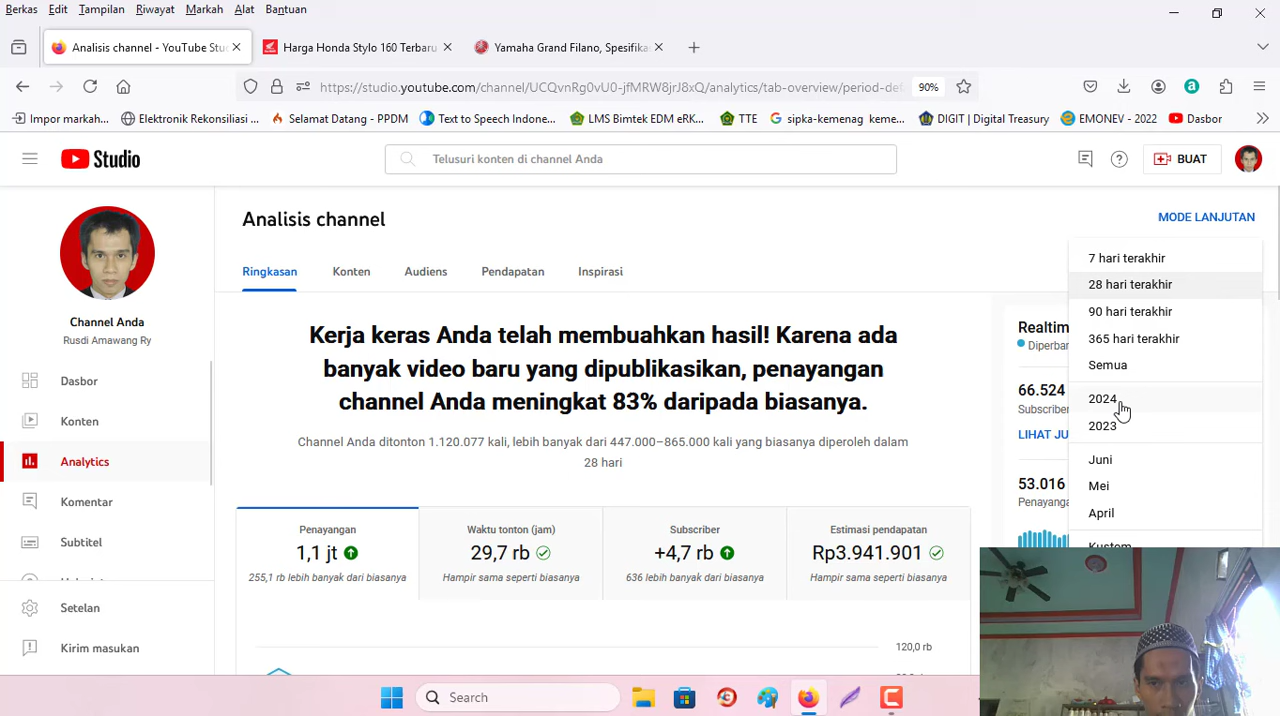 Berkas Edit Tampilan Riwayat Markah Alat Bantuan
Analisis channel - YouTube Stu
Harga Honda Stylo 160 Terbaru
Yamaha Grand Filano, Spesifika
https://studio.youtube.com/channel/UCQvnRg0vU0-jfMRW8jrJ8xQ/analytics/tab-overview/period-de
90%
Impor markah...
Elektronik Rekonsiliasi ...
Selamat Datang - PPDM
Text to Speech Indone...
LMS Bimtek EDM eRK...
TTE
sipka-kemenag keme...
DIGIT | Digital Treasury
EMONEV - 2022
Dasbor
Studio
Telusuri konten di channel Anda
BUAT
Channel Anda
Rusdi Amawang Ry
Dasbor
Konten
Analytics
Komentar
Subtitel
Setelan
Kirim masukan
Analisis channel
MODE LANJUTAN
Ringkasan
Konten
Audiens
Pendapatan
Inspirasi
Kerja keras Anda telah membuahkan hasil! Karena ada
banyak video baru yang dipublikasikan, penayangan
channel Anda meningkat 83% daripada biasanya.
Channel Anda ditonton 1.120.077 kali, lebih banyak dari 447.000–865.000 kali yang biasanya diperoleh dalam
28 hari
Penayangan
1,1 jt
255,1 rb lebih banyak dari biasanya
Waktu tonton (jam)
29,7 rb
Hampir sama seperti biasanya
Subscriber
+4,7 rb
636 lebih banyak dari biasanya
Estimasi pendapatan
Rp3.941.901
Hampir sama seperti biasanya
120,0 rb
Realtim
Diperbar
66.524
Subscriber
LIHAT JU
53.016
Penayanga
7 hari terakhir
28 hari terakhir
90 hari terakhir
365 hari terakhir
Semua
2024
2023
Juni
Mei
April
Kustom
Search